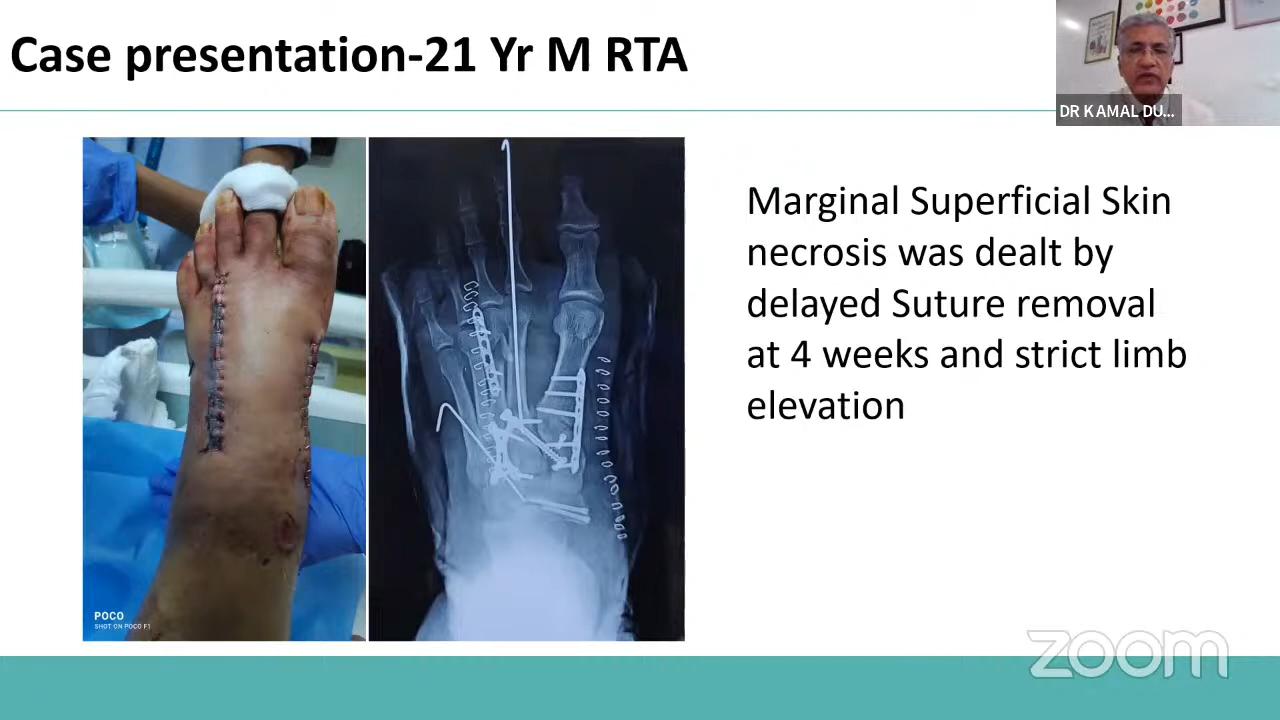 Case presentation-21 Yr M RTA
DR KAMAL DU...
Marginal Superficial Skin
necrosis was dealt by
delayed Suture removal
at 4 weeks and strict limb
elevation
POCO
SHOT ON POCO F1
zoom